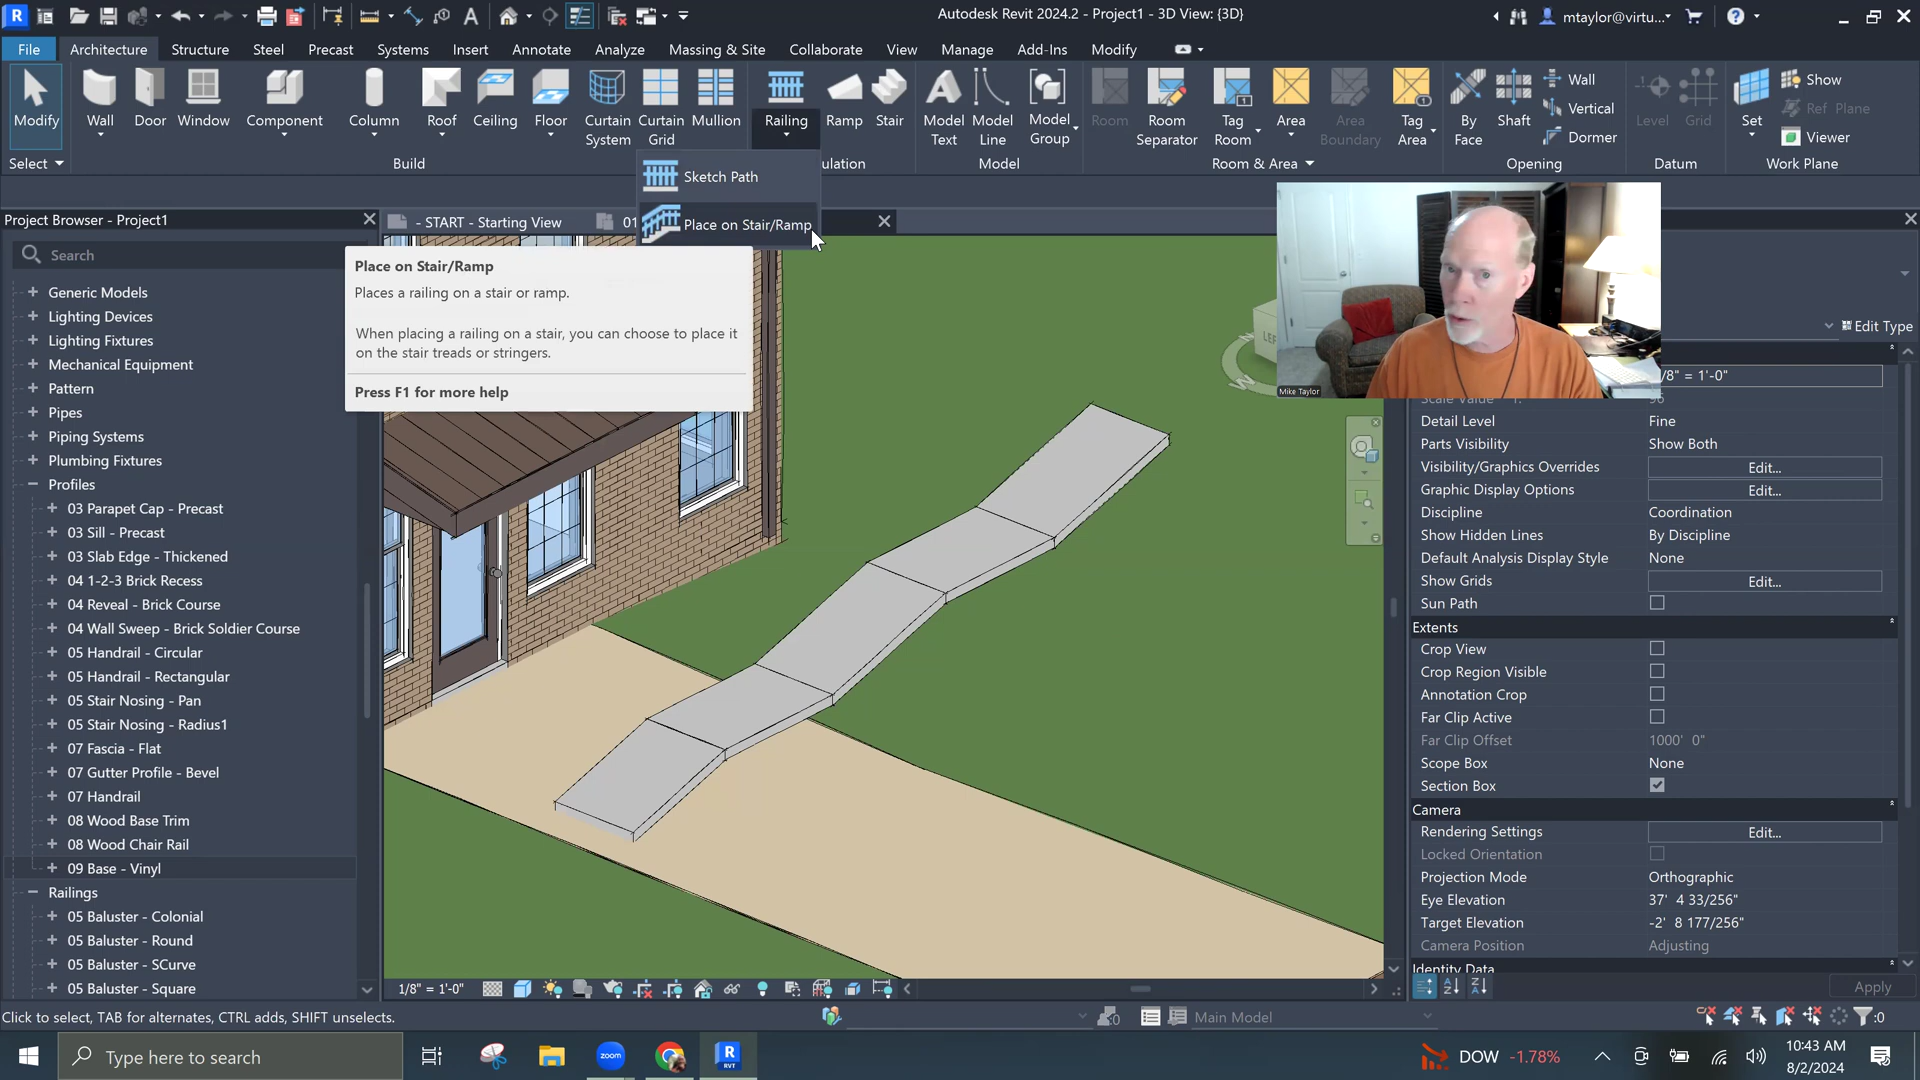 Autodesk Revit 2024.2 - Project1 - 3D View: {3D}
mtaylor@virtu...
File Architecture Structure Steel Precast Systems Insert Annotate Analyze Massing & Site Collaborate View Manage Add-Ins Modify
Modify
Wall
Door
Window
Component
Column
Roof
Ceiling
Floor
Curtain System
Curtain Grid
Mullion
Railing
Ramp
Stair
Model Text
Model Line
Model Group
Room
Room Separator
Tag Room
Area
Area Boundary
Tag Area
By Face
Shaft
Wall
Vertical
Dormer
Level
Grid
Set
Show
Ref Plane
Viewer
Select
Build
ulation
Model
Room & Area
Opening
Datum
Work Plane
Sketch Path
Place on Stair/Ramp
Project Browser - Project1
- START - Starting View
01
Search
Place on Stair/Ramp
Places a railing on a stair or ramp.
When placing a railing on a stair, you can choose to place it
on the stair treads or stringers.
Press F1 for more help
Generic Models
Lighting Devices
Lighting Fixtures
Mechanical Equipment
Pattern
Pipes
Piping Systems
Plumbing Fixtures
Profiles
03 Parapet Cap - Precast
03 Sill - Precast
03 Slab Edge - Thickened
04 1-2-3 Brick Recess
04 Reveal - Brick Course
04 Wall Sweep - Brick Soldier Course
05 Handrail - Circular
05 Handrail - Rectangular
05 Stair Nosing - Pan
05 Stair Nosing - Radius1
07 Fascia - Flat
07 Gutter Profile - Bevel
07 Handrail
08 Wood Base Trim
08 Wood Chair Rail
09 Base - Vinyl
Railings
05 Baluster - Colonial
05 Baluster - Round
05 Baluster - SCurve
05 Baluster - Square
W
Mike Taylor
Edit Type
/8" = 1'-0"
Scale Value 1: 96
Detail Level Fine
Parts Visibility Show Both
Visibility/Graphics Overrides Edit...
Graphic Display Options Edit...
Discipline Coordination
Show Hidden Lines By Discipline
Default Analysis Display Style None
Show Grids Edit...
Sun Path
Extents
Crop View
Crop Region Visible
Annotation Crop
Far Clip Active
Far Clip Offset 1000' 0"
Scope Box None
Section Box
Camera
Rendering Settings Edit...
Locked Orientation
Projection Mode Orthographic
Eye Elevation 37' 4 33/256"
Target Elevation -2' 8 177/256"
Camera Position Adjusting
Identity Data
Apply
1/8" = 1'-0"
Click to select, TAB for alternates, CTRL adds, SHIFT unselects.
:0
Main Model
:0
Type here to search
zoom
R
RVT
DOW -1.78%
10:43 AM
8/2/2024